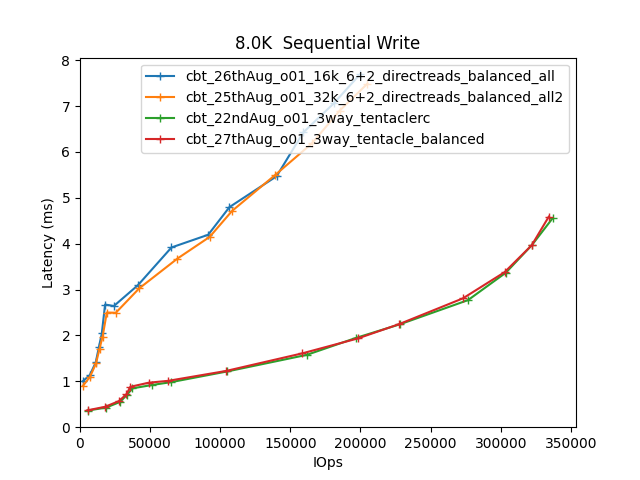 8.0K  Sequential Write
cbt_26thAug_o01_16k_6+2_directreads_balanced_all
cbt_25thAug_o01_32k_6+2_directreads_balanced_all2
cbt_22ndAug_o01_3way_tentaclerc
cbt_27thAug_o01_3way_tentacle_balanced
Latency (ms)
8
7
6
5
4
3
2
1
0
0 50000 100000 150000 200000 250000 300000 350000
IOps